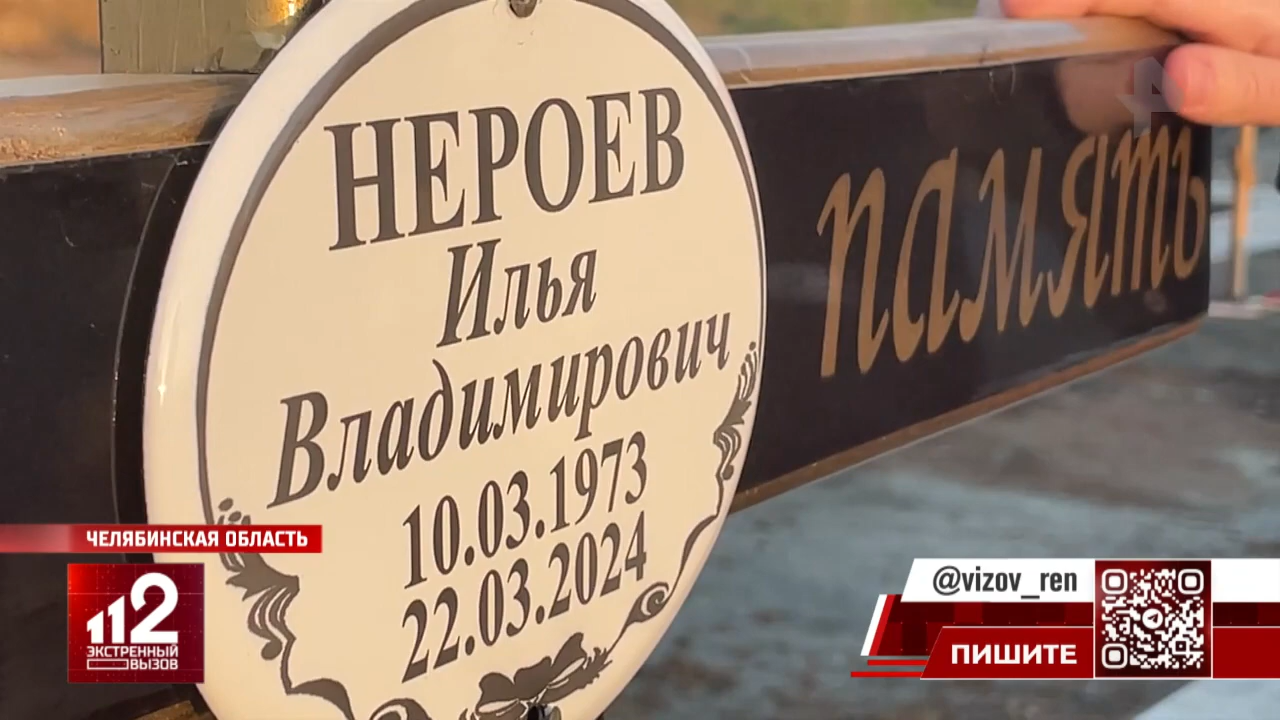 НЕРОЕВ
Илья
Владимирович
10.03.1973
22.03.2024
память
ЧЕЛЯБИНСКАЯ ОБЛАСТЬ
112
ЭКСТРЕННЫЙ
ВЫЗОВ
@vizov_ren
ПИШИТЕ